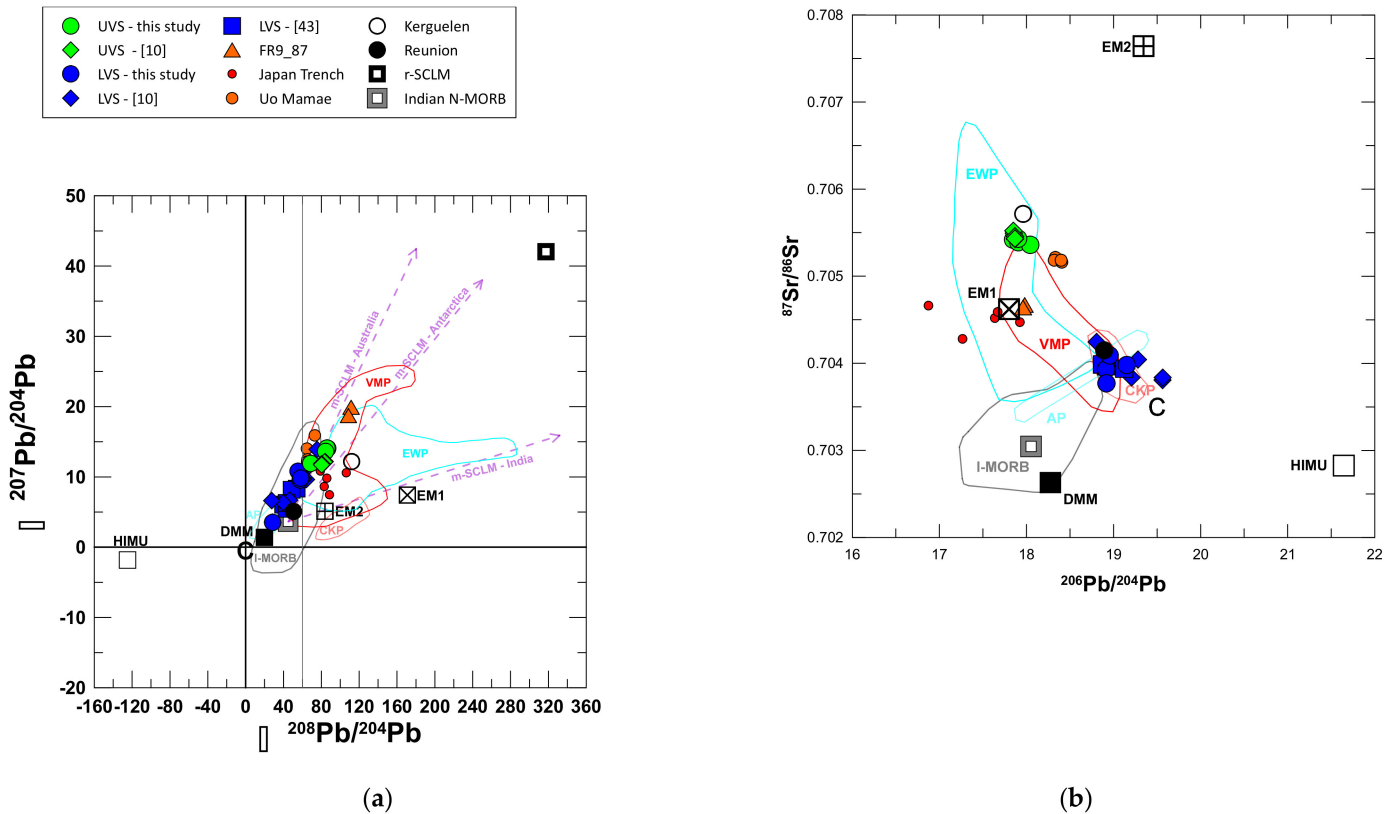 UVS - this study
UVS - [10]
LVS - this study
LVS - [10]
LVS - [43]
FR9_87
Japan Trench
Uo Mamae
Kerguelen
Reunion
r-SCLM
Indian N-MORB
50
40
30
20
10
0
-10
-20
-160 -120 -80 -40 0 40 80 120 160 200 240 280 320 360
▯ ²⁰⁷Pb/²⁰⁴Pb
▯ ²⁰⁸Pb/²⁰⁴Pb
m-SCLM - Australia
m-SCLM - Antarctica
m-SCLM - India
VMP
EWP
EM1
EM2
CKP
AP
DMM
HIMU
C
I-MORB
(a)
0.708
0.707
0.706
0.705
0.704
0.703
0.702
16 17 18 19 20 21 22
⁸⁷Sr/⁸⁶Sr
²⁰⁶Pb/²⁰⁴Pb
EM2
EWP
EM1
VMP
CKP
C
AP
I-MORB
DMM
HIMU
(b)